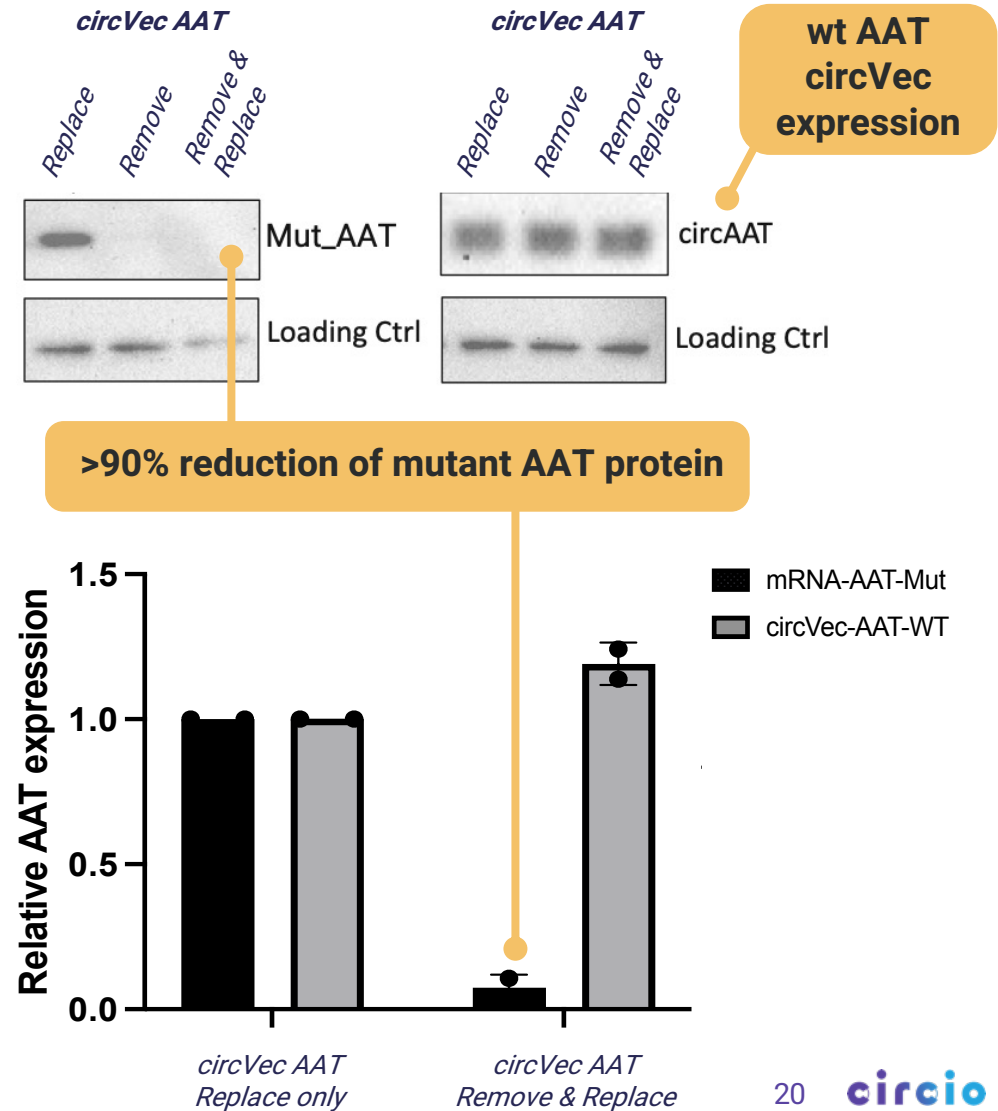 circVec AAT
Replace
Remove
Remove &
Replace
Mut_AAT
Loading Ctrl
circVec AAT
Replace
Remove
Remove &
Replace
circAAT
Loading Ctrl
wt AAT
circVec
expression
>90% reduction of mutant AAT protein
Relative AAT expression
1.5
1.0
0.5
0.0
mRNA-AAT-Mut
circVec-AAT-WT
circVec AAT
Replace only
circVec AAT
Remove & Replace
20
circio